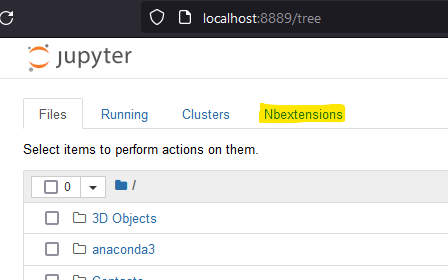 localhost:8889/tree
jupyter
Files Running Clusters Nbextensions
Select items to perform actions on them.
0 /
3D Objects
anaconda3